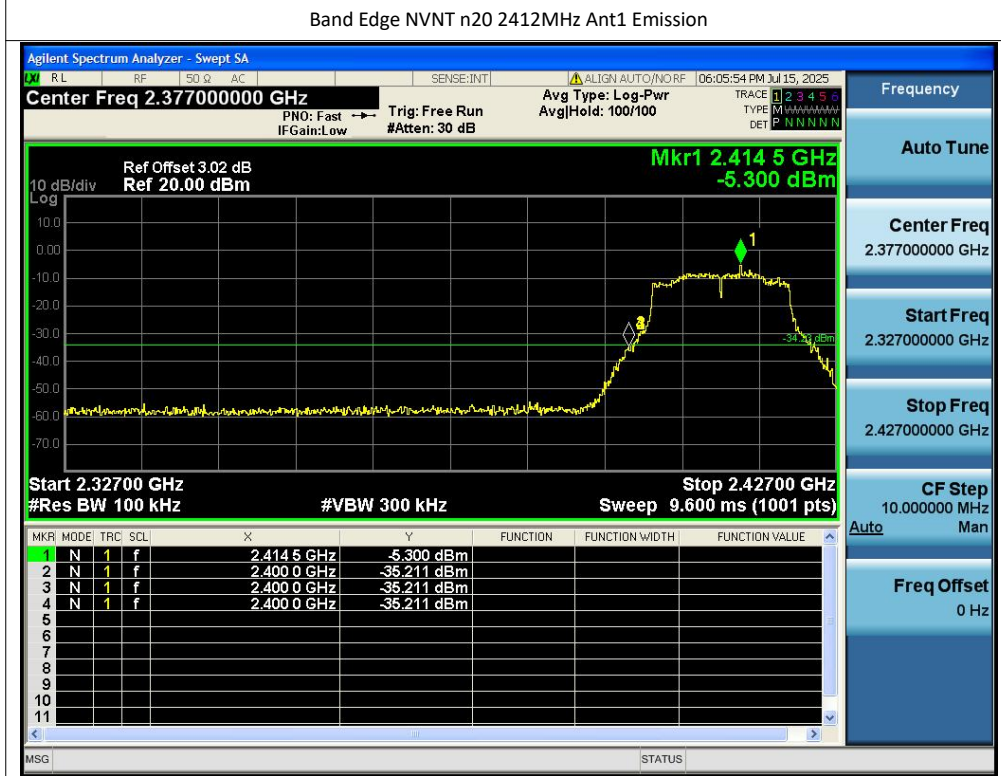 Band Edge NVNT n20 2412MHz Ant1 Emission
Agilent Spectrum Analyzer - Swept SA
LXI RL RF 50 Ω AC SENSE:INT ALIGN AUTO/NO RF 06:05:54 PM Jul 15, 2025
Center Freq 2.377000000 GHz
PNO: Fast
IFGain:Low
Trig: Free Run
#Atten: 30 dB
Avg Type: Log-Pwr
Avg|Hold: 100/100
TRACE 1 2 3 4 5 6
TYPE M
DET P N N N N N
Mkr1 2.414 5 GHz
-5.300 dBm
Ref Offset 3.02 dB
10 dB/div Ref 20.00 dBm
Log
10.0
0.00
-10.0
-20.0
-30.0
-40.0
-50.0
-60.0
-70.0
1
Start 2.32700 GHz Stop 2.42700 GHz
#Res BW 100 kHz #VBW 300 kHz Sweep 9.600 ms (1001 pts)
MKR MODE TRC SCL X Y FUNCTION FUNCTION WIDTH FUNCTION VALUE
1 N 1 f 2.414 5 GHz -5.300 dBm
2 N 1 f 2.400 0 GHz -35.211 dBm
3 N 1 f 2.400 0 GHz -35.211 dBm
4 N 1 f 2.400 0 GHz -35.211 dBm
5
6
7
8
9
10
11
MSG STATUS
Frequency
Auto Tune
Center Freq
2.377000000 GHz
Start Freq
2.327000000 GHz
Stop Freq
2.427000000 GHz
CF Step
10.000000 MHz
Auto Man
Freq Offset
0 Hz